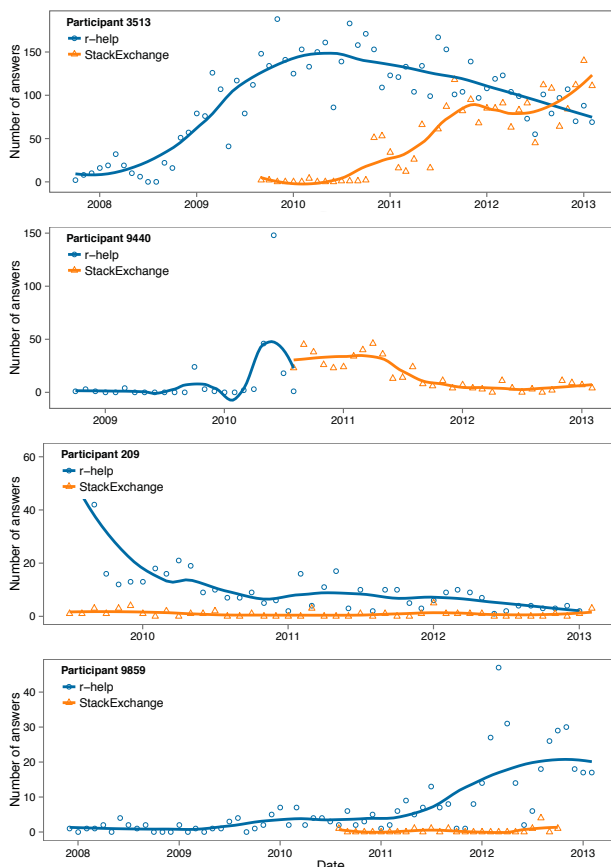 Participant 3513
r−help
StackExchange
Number of answers
150
100
50
0
2008
2009
2010
2011
2012
2013
Participant 9440
r−help
StackExchange
Number of answers
150
100
50
0
2009
2010
2011
2012
2013
Participant 209
r−help
StackExchange
Number of answers
60
40
20
0
2010
2011
2012
2013
Participant 9859
r−help
StackExchange
Number of answers
40
30
20
10
0
2008
2009
2010
2011
2012
2013
Date